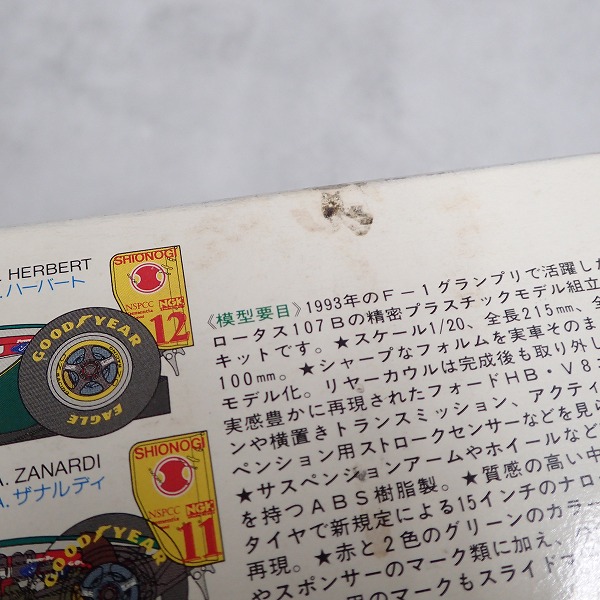 . HERBERT
.ハーバート
SHIONOGI
NSPCC
NGK
12
GOODYEAR
EAGLE
A. ZANARDI
A. ザナルディ
SHIONOGI
NSPCC
NGK
11
GOODYEAR
《模型要目》1993年のF－1グランプリで活躍した
ロータス107Bの精密プラスチックモデル組立
キットです。★スケール1/20、全長215mm、全
100mm。★シャープなフォルムを実車そのま
モデル化。リヤーカウルは完成後も取り外し
実感豊かに再現されたフォードHB・V8エ
ンや横置きトランスミッション、アクティ
ペンション用ストロークセンサーなどを見ら
★サスペンションアームやホイールなど
を持つABS樹脂製。★質感の高い中
タイヤで新規定による15インチのナロー
再現。★赤と2色のグリーンのカラー
やスポンサーのマーク類に加え、
用のマークもスライドマ